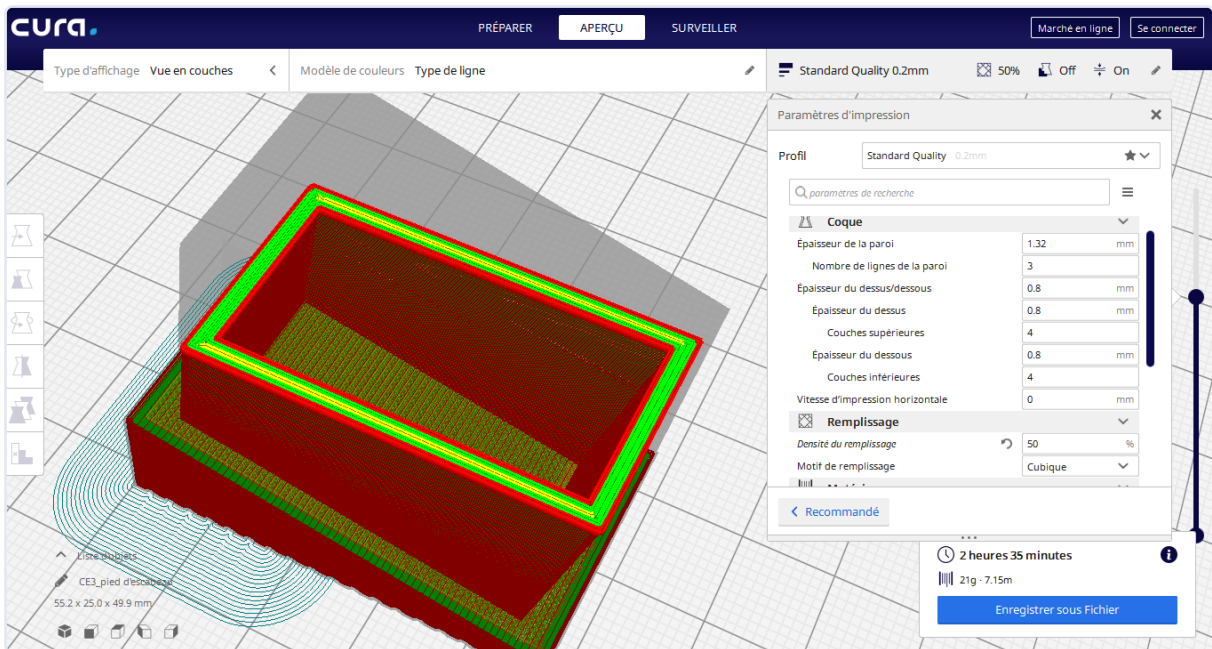 cura.
PRÉPARER APERÇU SURVEILLER
Marché en ligne Se connecter
Type d'affichage Vue en couches
Modèle de couleurs Type de ligne
Standard Quality 0.2mm 50% Off On
Paramètres d'impression
Profil Standard Quality 0.2mm
paramètres de recherche
Coque
Épaisseur de la paroi 1.32 mm
Nombre de lignes de la paroi 3
Épaisseur du dessus/dessous 0.8 mm
Épaisseur du dessus 0.8 mm
Couches supérieures 4
Épaisseur du dessous 0.8 mm
Couches inférieures 4
Vitesse d'impression horizontale 0 mm
Remplissage
Densité du remplissage 50 %
Motif de remplissage Cubique
Recommandé
Liste d'objets
CE3_pied d'escabeau
55.2 x 25.0 x 49.9 mm
2 heures 35 minutes
21g · 7.15m
Enregistrer sous Fichier